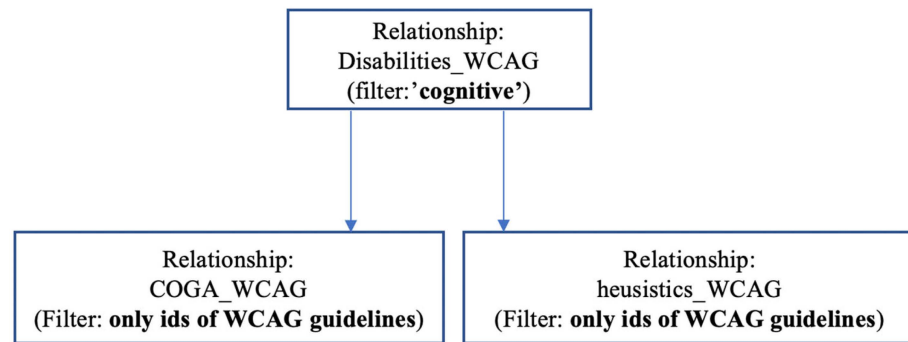 Relationship:
Disabilities_WCAG
(filter:’cognitive’)
Relationship:
COGA_WCAG
(Filter: only ids of WCAG guidelines)
Relationship:
heusistics_WCAG
(Filter: only ids of WCAG guidelines)